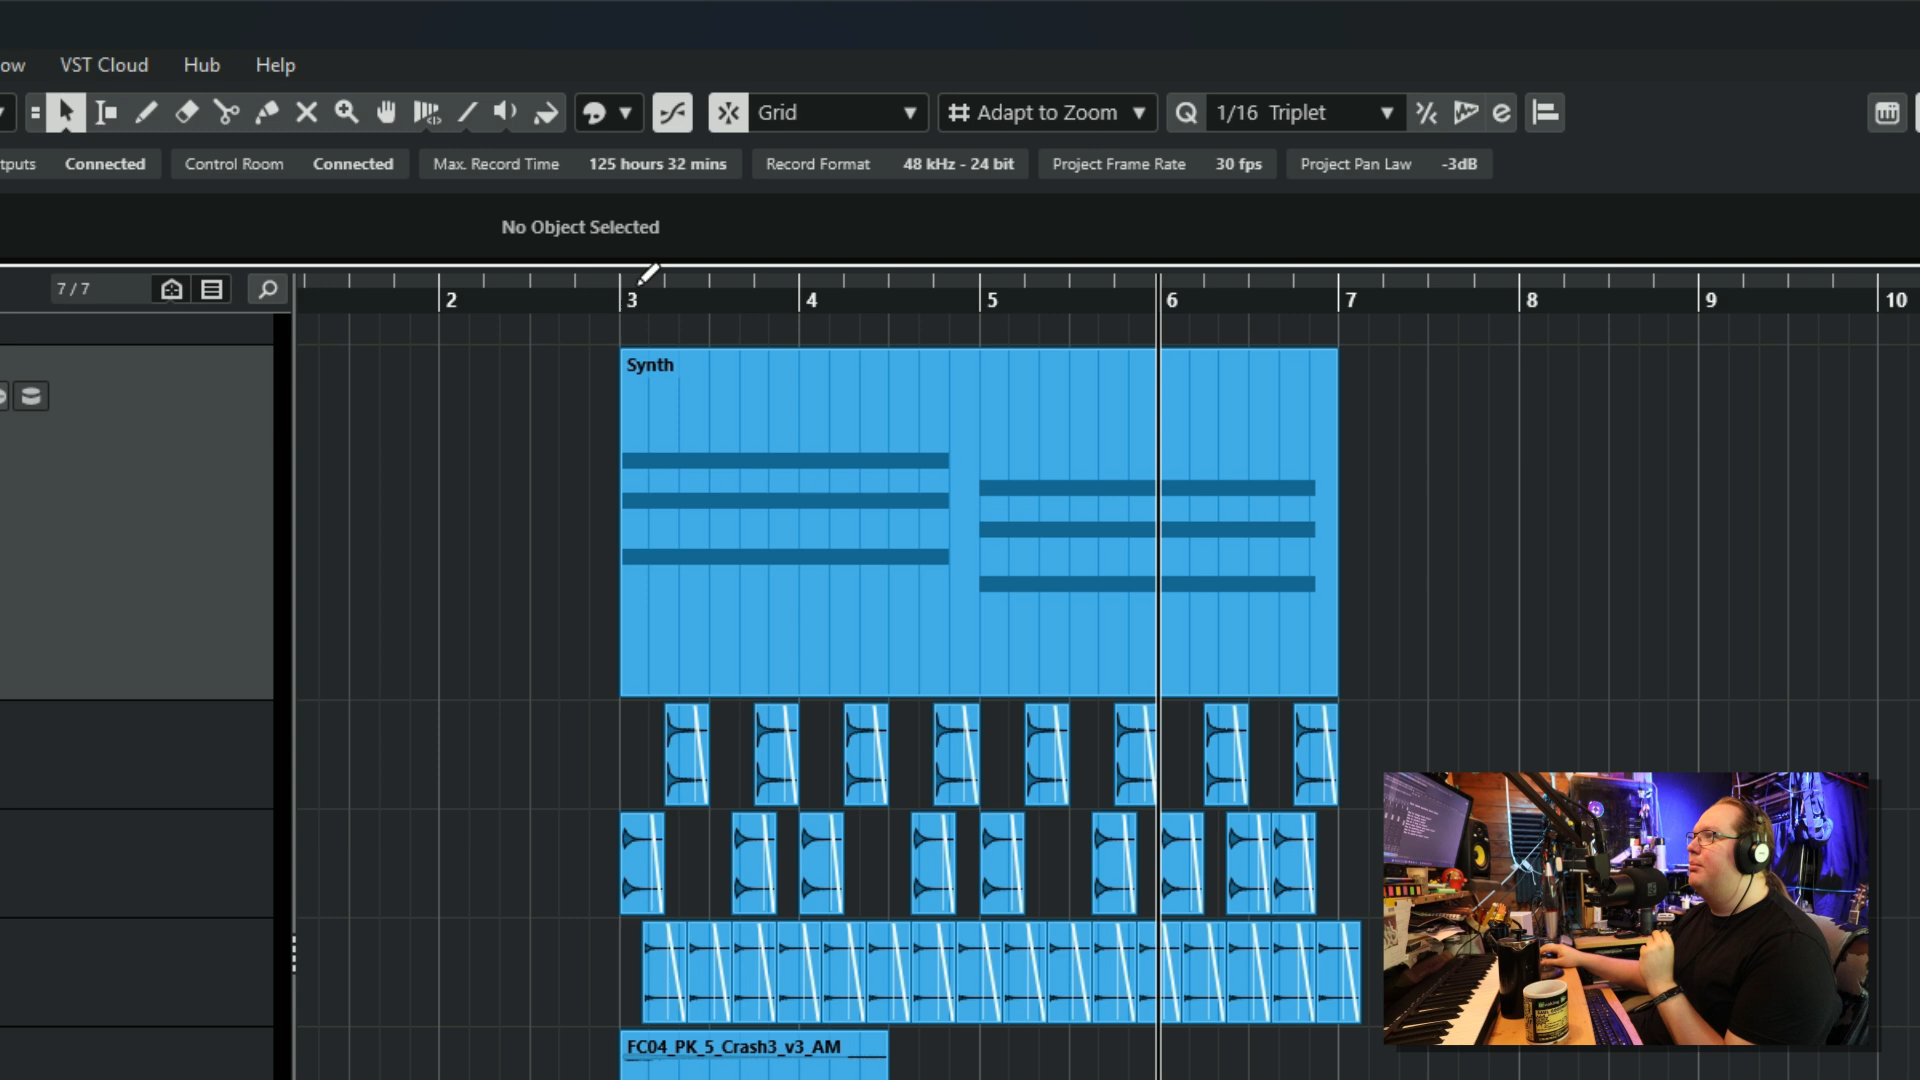 ow VST Cloud Hub Help
Grid Adapt to Zoom Q 1/16 Triplet e
tputs Connected Control Room Connected Max. Record Time 125 hours 32 mins Record Format 48 kHz - 24 bit Project Frame Rate 30 fps Project Pan Law -3dB
No Object Selected
7 / 7
2 3 4 5 6 7 8 9 10
Synth
FC04_PK_5_Crash3_v3_AM